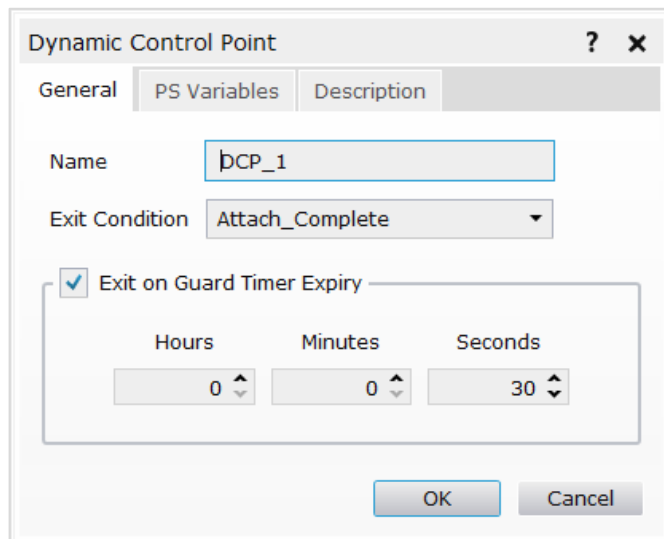 Dynamic Control Point ?
General PS Variables Description
Name DCP_1
Exit Condition Attach_Complete
Exit on Guard Timer Expiry
Hours Minutes Seconds
0 0 30
OK Cancel